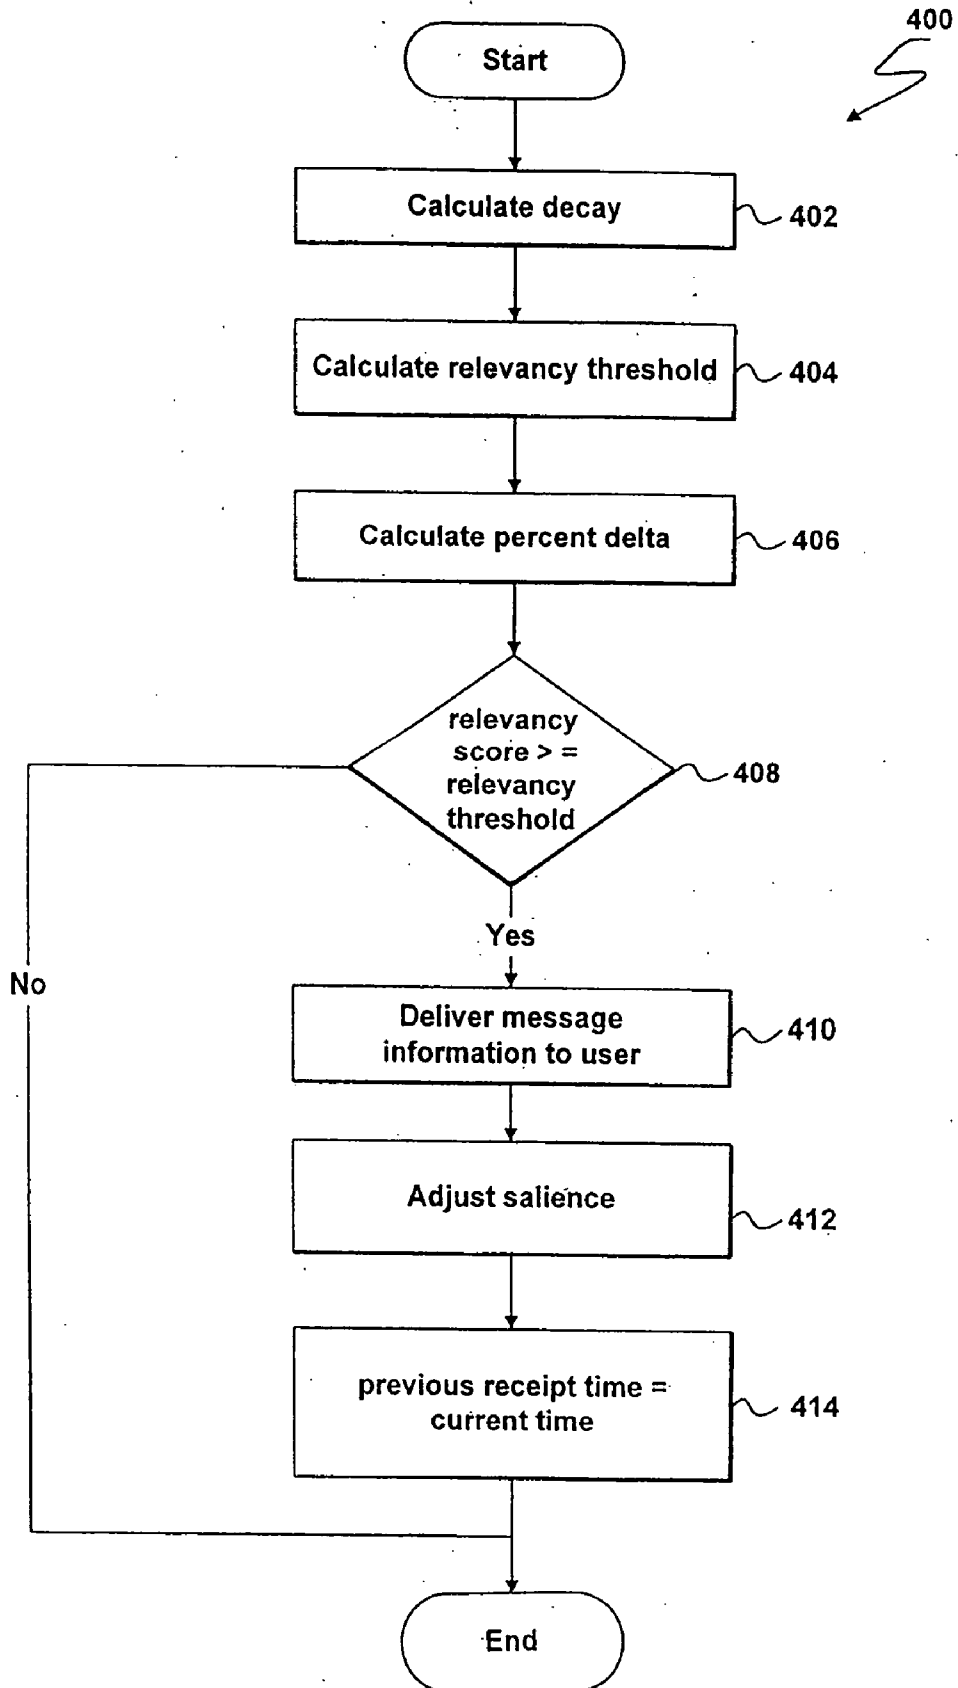 400
Start
Calculate decay
402
Calculate relevancy threshold
404
Calculate percent delta
406
relevancy
score > =
relevancy
threshold
408
Yes
No
Deliver message
information to user
410
Adjust salience
412
previous receipt time =
current time
414
End